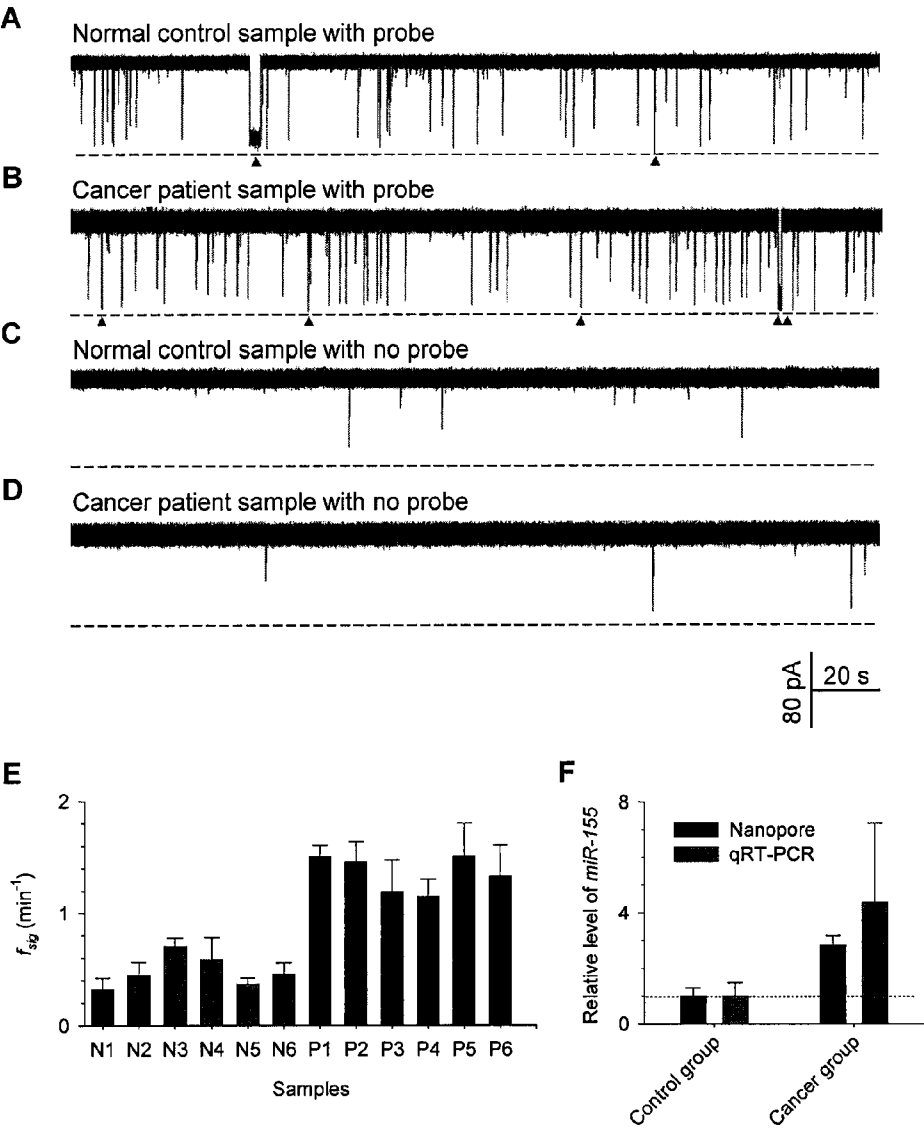 A
Normal control sample with probe
B
Cancer patient sample with probe
C
Normal control sample with no probe
D
Cancer patient sample with no probe
80 pA
20 s
E
2
1
0
f_sig (min⁻¹)
N1 N2 N3 N4 N5 N6 P1 P2 P3 P4 P5 P6
Samples
F
8
4
0
Relative level of miR-155
Nanopore
qRT-PCR
Control group
Cancer group